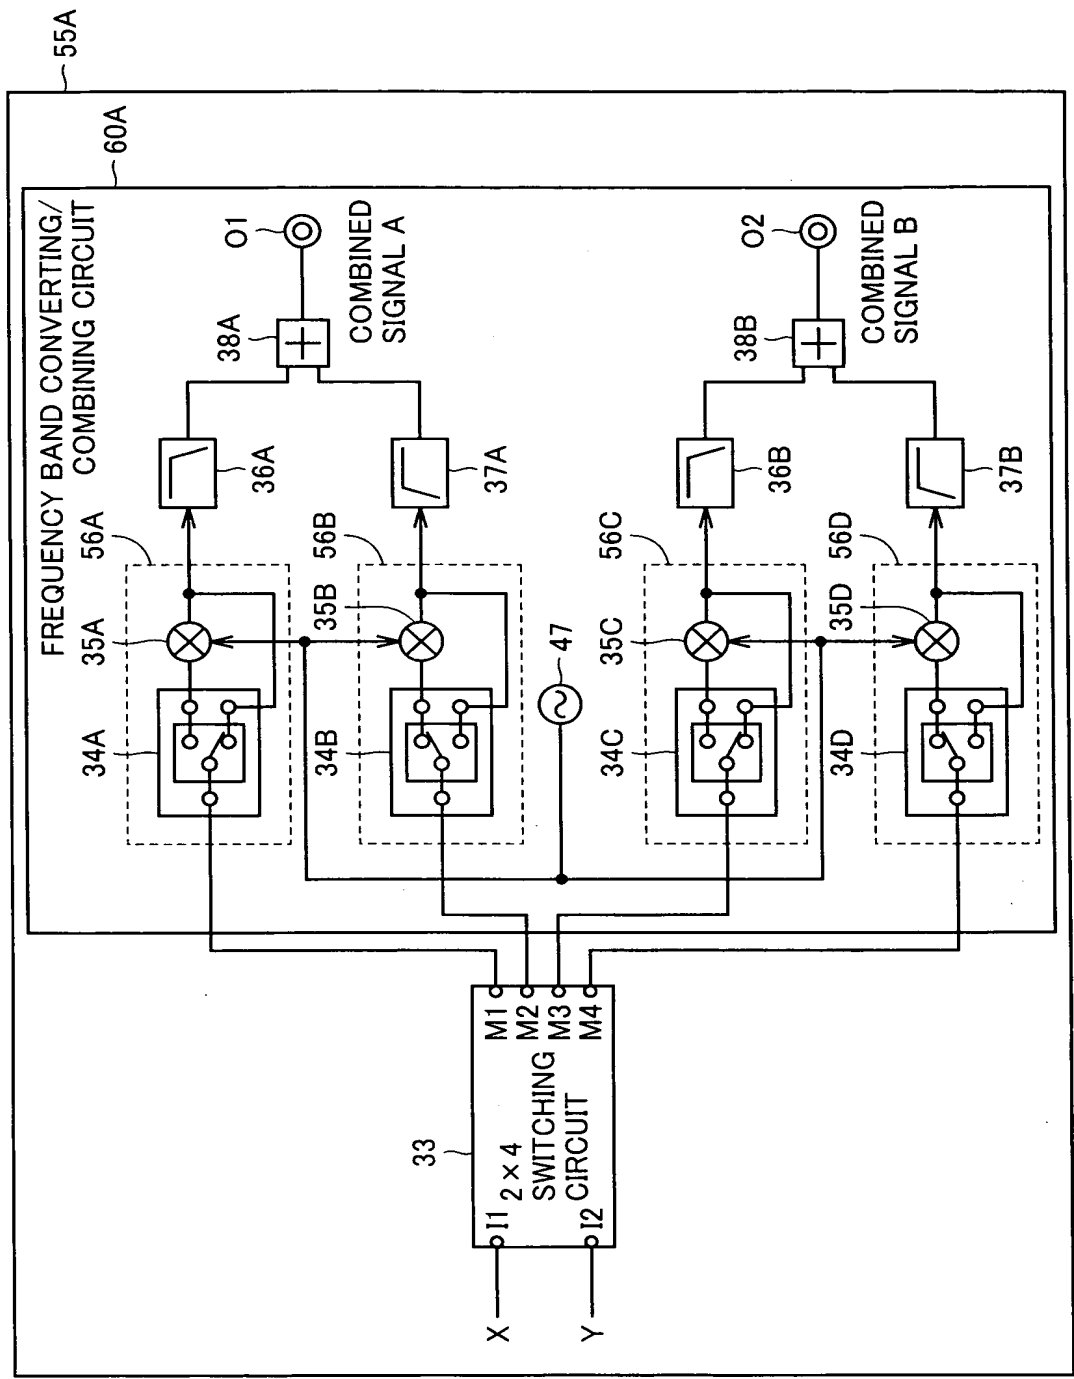 55A
60A
FREQUENCY BAND CONVERTING/
COMBINING CIRCUIT
O1
COMBINED
SIGNAL A
38A
36A
37A
56A
56B
35A
35B
34A
34B
47
O2
COMBINED
SIGNAL B
38B
36B
37B
56C
56D
35C
35D
34C
34D
M1
M2
M3
M4
33
2×4
SWITCHING
CIRCUIT
I1
I2
X
Y